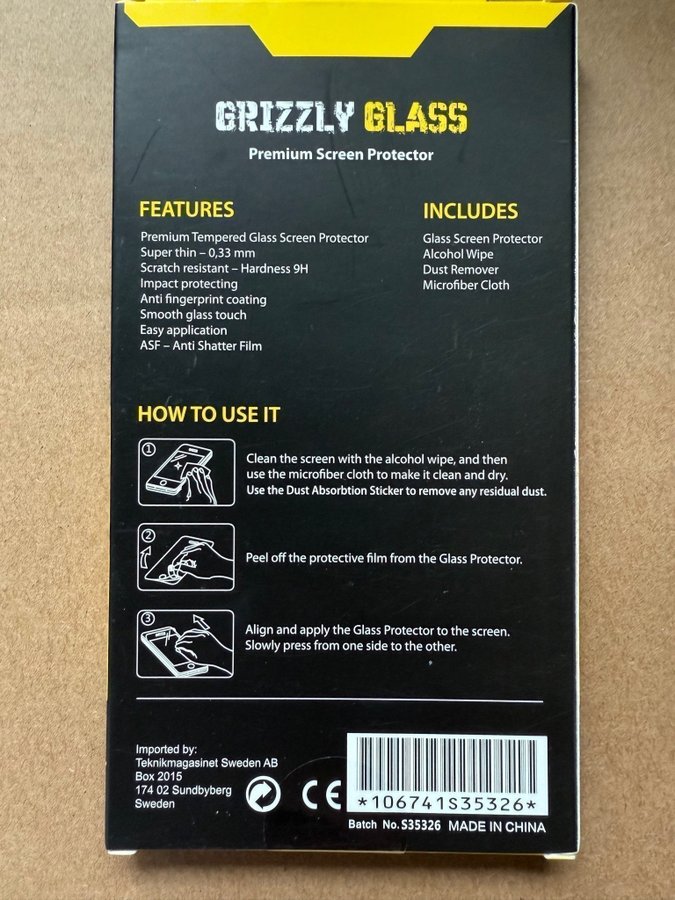 GRIZZLY GLASS
Premium Screen Protector
FEATURES
Premium Tempered Glass Screen Protector
Super thin – 0,33 mm
Scratch resistant – Hardness 9H
Impact protecting
Anti fingerprint coating
Smooth glass touch
Easy application
ASF – Anti Shatter Film
INCLUDES
Glass Screen Protector
Alcohol Wipe
Dust Remover
Microfiber Cloth
HOW TO USE IT
1
Clean the screen with the alcohol wipe, and then
use the microfiber cloth to make it clean and dry.
Use the Dust Absorbtion Sticker to remove any residual dust.
2
Peel off the protective film from the Glass Protector.
3
Align and apply the Glass Protector to the screen.
Slowly press from one side to the other.
Imported by:
Teknikmagasinet Sweden AB
Box 2015
174 02 Sundbyberg
Sweden
CE
*106741S35326*
Batch No.S35326 MADE IN CHINA